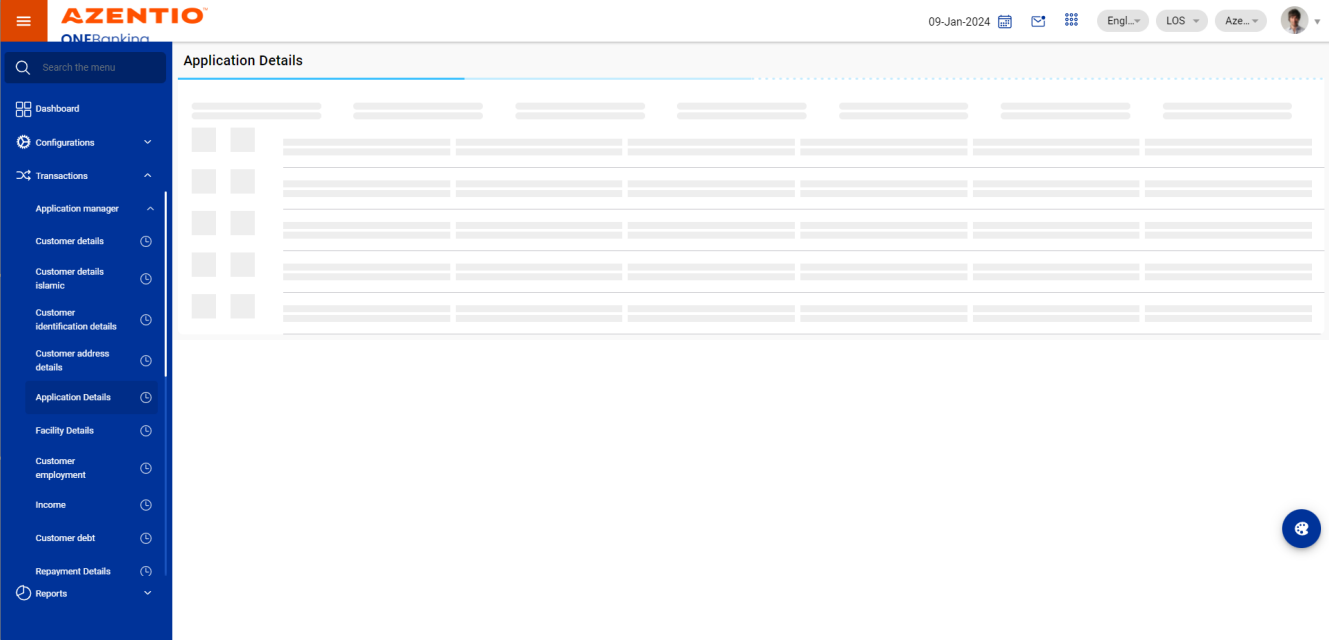 AZENTIO™
ONEBanking
09-Jan-2024
Engl...
LOS
Aze...
Search the menu
Dashboard
Configurations
Transactions
Application manager
Customer details
Customer details
islamic
Customer
identification details
Customer address
details
Application Details
Facility Details
Customer
employment
Income
Customer debt
Repayment Details
Reports
Application Details